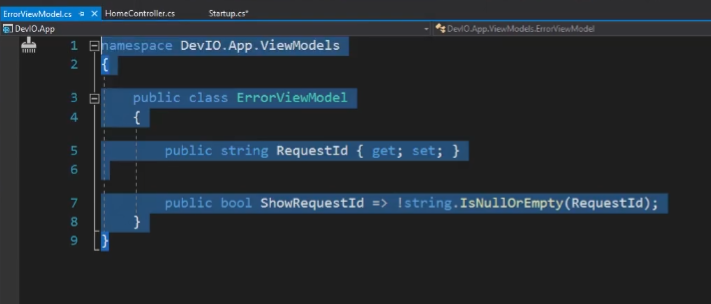 ErrorViewModel.cs HomeController.cs Startup.cs*
DevIO.App DevIO.App.ViewModels.ErrorViewModel
1 namespace DevIO.App.ViewModels
2 {
3 public class ErrorViewModel
4 {
5 public string RequestId { get; set; }
6
7 public bool ShowRequestId => !string.IsNullOrEmpty(RequestId);
8 }
9 }